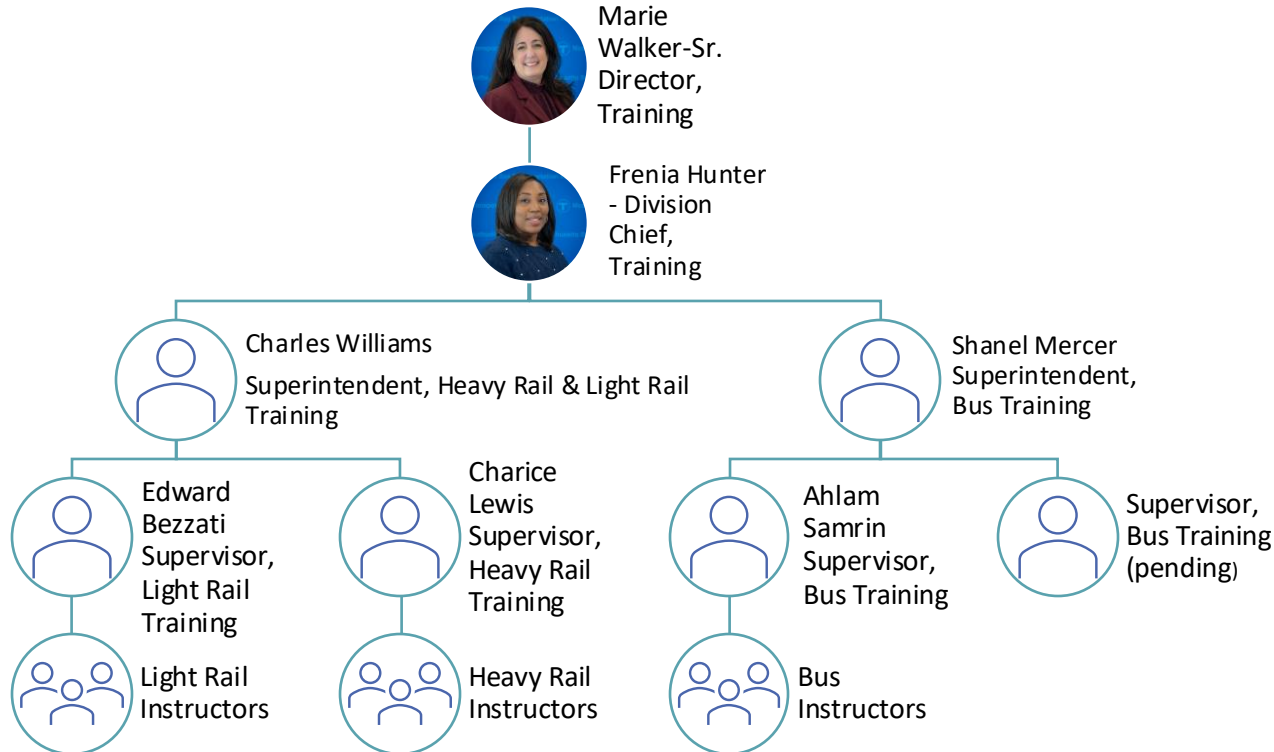 Marie
Walker-Sr.
Director,
Training
Frenia Hunter
- Division
Chief,
Training
Charles Williams
Superintendent, Heavy Rail & Light Rail
Training
Shanel Mercer
Superintendent,
Bus Training
Edward
Bezzati
Supervisor,
Light Rail
Training
Charice
Lewis
Supervisor,
Heavy Rail
Training
Ahlam
Samrin
Supervisor,
Bus Training
Supervisor,
Bus Training
(pending)
Light Rail
Instructors
Heavy Rail
Instructors
Bus
Instructors